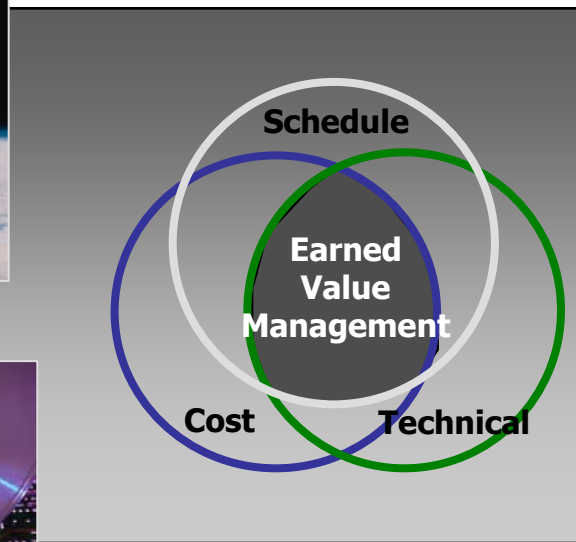 Schedule
Earned
Value
Management
Cost
Technical